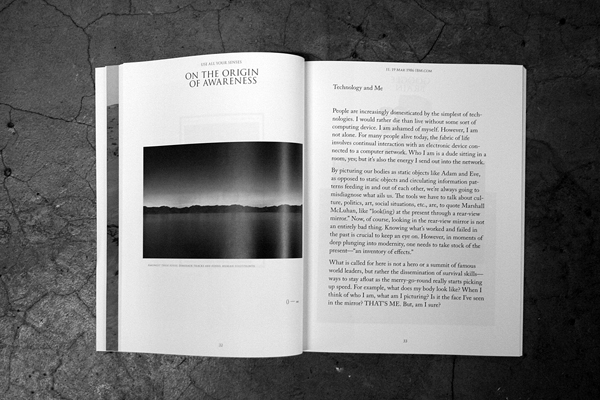 USE ALL YOUR SENSES
ON THE ORIGIN
OF AWARENESS
Technology and Me
People are increasingly domesticated by the simplest of tech-
nologies. I would rather die than live without some sort of
computing device. I am ashamed of myself. However, I am
not alone. For many people alive today, the fabric of life
involves continual interaction with an electronic device con-
nected to a computer network. Who I am is a dude sitting in a
room, yes; but it's also the energy I send out into the network.
By picturing our bodies as static objects like Adam and Eve,
as opposed to static objects and circulating information pat-
terns feeding in and out of each other, we're always going to
misdiagnose what ails us. The tools we have to talk about cul-
ture, politics, art, social situations, etc., are, to quote Marshall
McLuhan, like "look(ing) at the present through a rear-view
mirror." Now, of course, looking in the rear-view mirror is not
an entirely bad thing. Knowing what's worked and failed in
the past is crucial to keep an eye on. However, in moments of
deep plunging into modernity, one needs to take stock of the
present—"an inventory of effects."
What is called for here is not a hero or a summit of famous
world leaders, but rather the dissemination of survival skills—
ways to stay afloat as the merry-go-round really starts picking
up speed. For example, what does my body look like? When I
think of who I am, what am I picturing? Is it the face I've seen
in the mirror? THAT'S ME. But, am I sure?